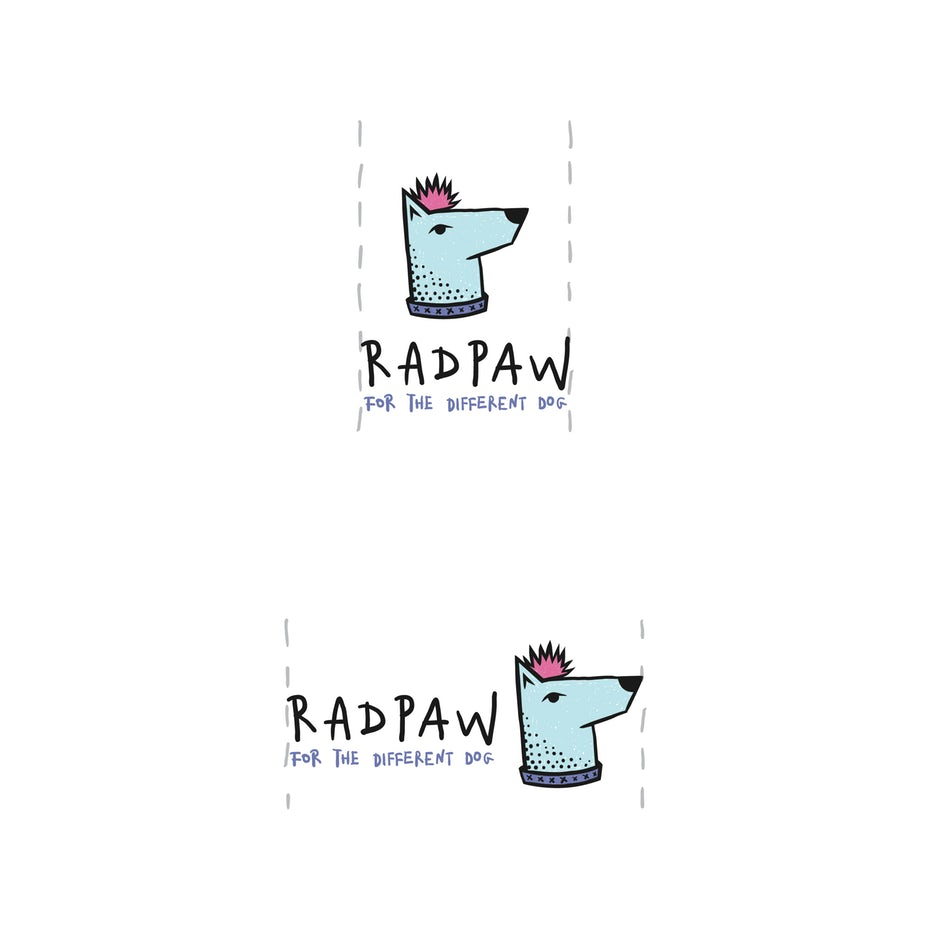 RADPAW
FOR THE DIFFERENT DOG
RADPAW
FOR THE DIFFERENT DOG